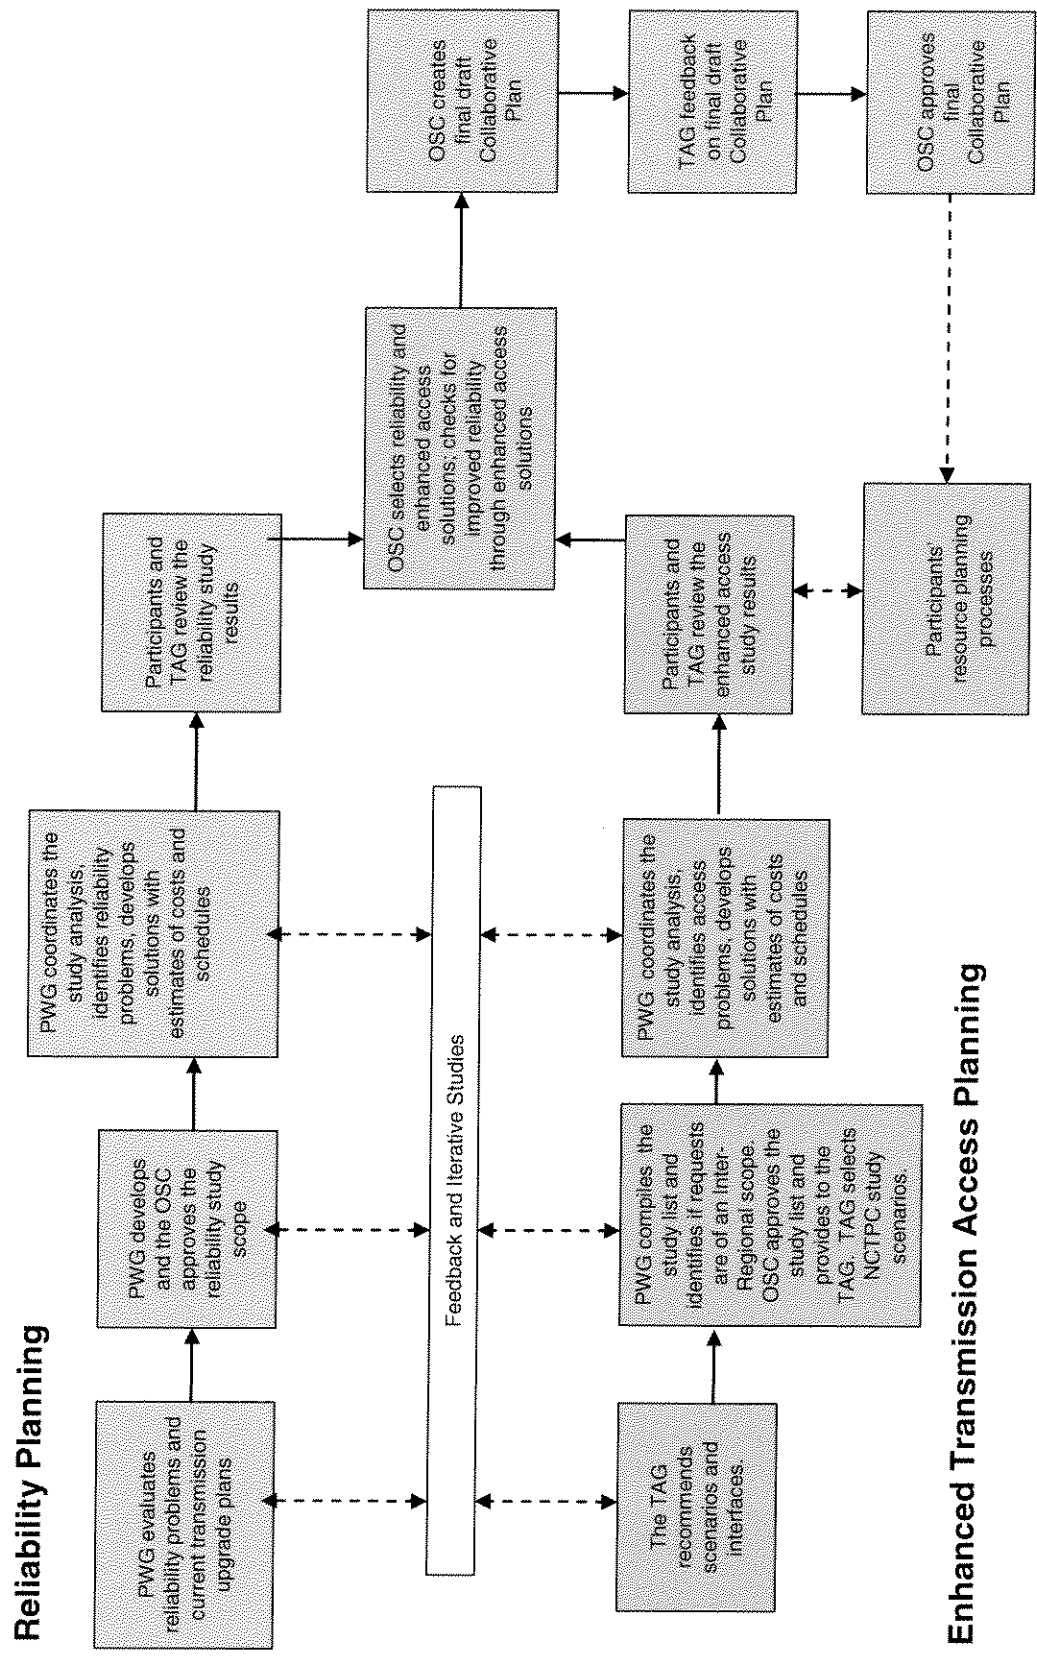 Reliability Planning
PWG evaluates
reliability problems and
current transmission
upgrade plans
PWG develops
and the OSC
approves the
reliability study
scope
PWG coordinates the
study analysis,
identifies reliability
problems, develops
solutions with
estimates of costs and
schedules
Participants and
TAG review the
reliability study
results
Feedback and Iterative Studies
OSC selects reliability and
enhanced access
solutions; checks for
improved reliability
through enhanced access
solutions
OSC creates
final draft
Collaborative
Plan
TAG feedback
on final draft
Collaborative
Plan
OSC approves
final
Collaborative
Plan
The TAG
recommends
scenarios and
interfaces.
PWG compiles the
study list and
identifies if requests
are of an Inter-
Regional scope.
OSC approves the
study list and
provides to the
TAG. TAG selects
NCTPC study
scenarios.
PWG coordinates the
study analysis,
identifies access
problems, develops
solutions with
estimates of costs
and schedules
Participants and
TAG review the
enhanced access
study results
Participants'
resource planning
processes
Enhanced Transmission Access Planning